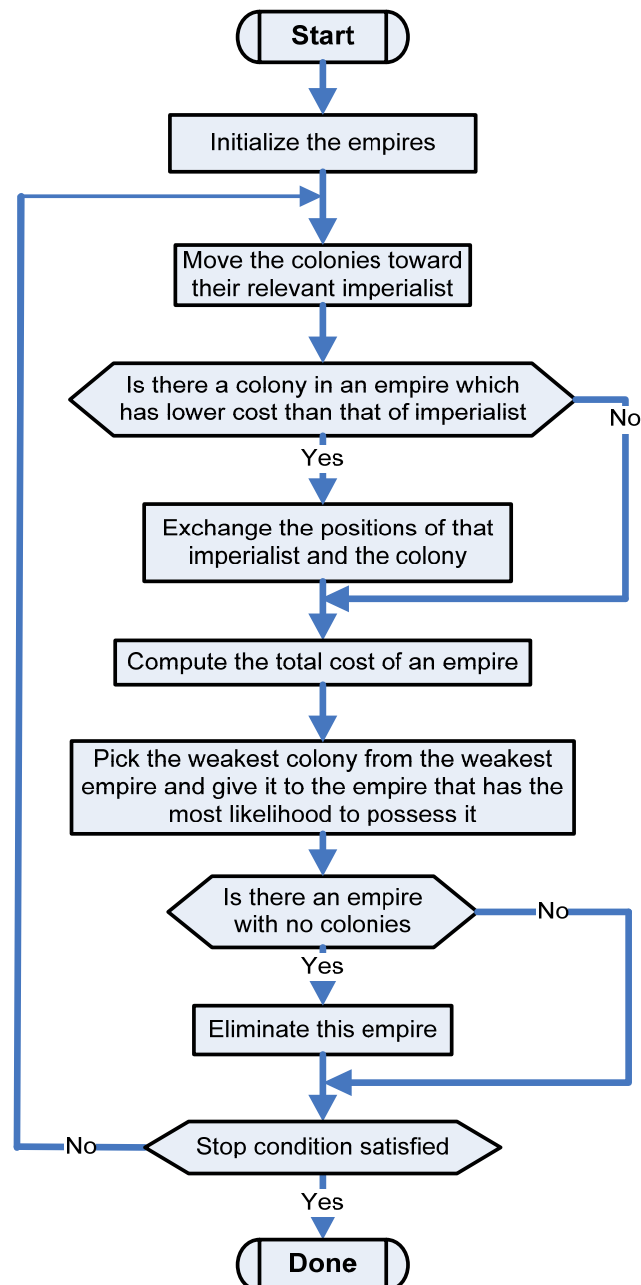 Start
Initialize the empires
Move the colonies toward
their relevant imperialist
Is there a colony in an empire which
has lower cost than that of imperialist
No
Yes
Exchange the positions of that
imperialist and the colony
Compute the total cost of an empire
Pick the weakest colony from the weakest
empire and give it to the empire that has the
most likelihood to possess it
Is there an empire
with no colonies
No
Yes
Eliminate this empire
Stop condition satisfied
No
Yes
Done